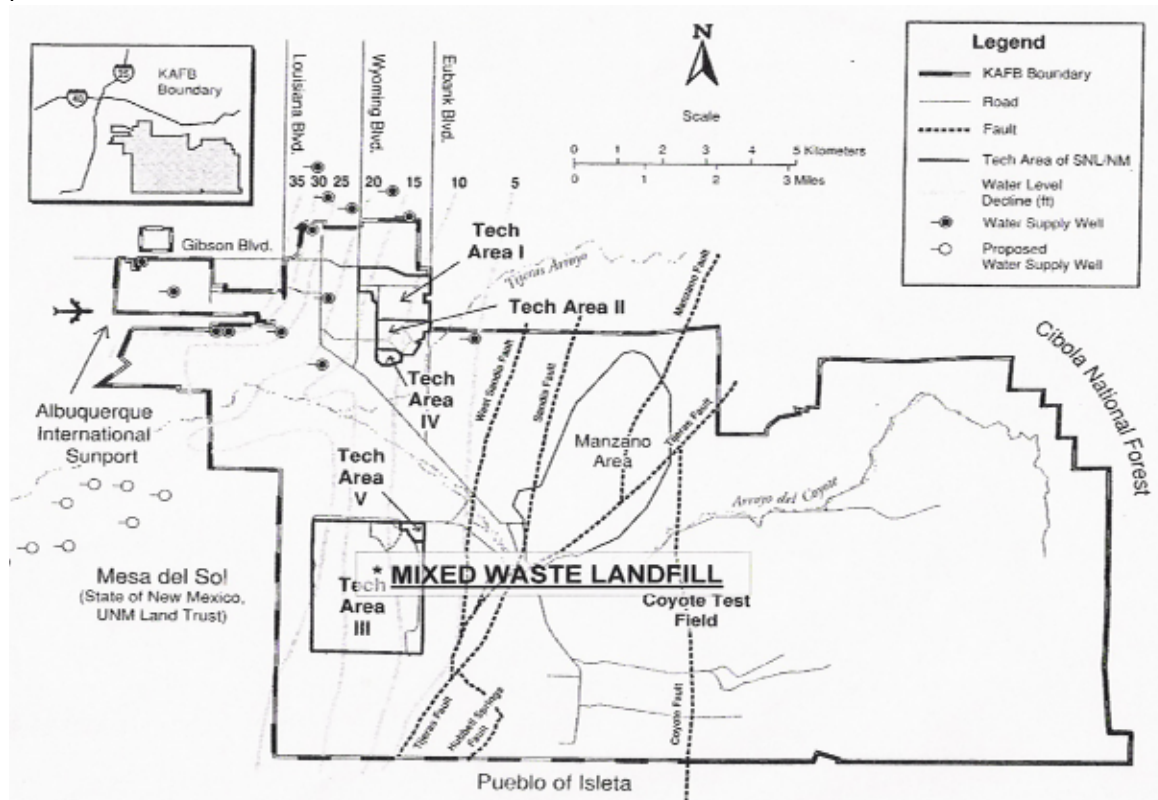 KAFB
Boundary
25
40
Louisiana Blvd.
Wyoming Blvd.
Eubank Blvd.
N
Scale
0 1 2 3 4 5 Kilometers
0 1 2 3 Miles
Legend
KAFB Boundary
Road
Fault
Tech Area of SNL/NM
Water Level
Decline (ft)
Water Supply Well
Proposed
Water Supply Well
35 30 25 20 15 10 5
Gibson Blvd.
Tech
Area I
Tijeras Arroyo
Tech Area II
Manzano Fault
West Sandia Fault
Sandia Fault
Tijeras Fault
Cibola National Forest
Albuquerque
International
Sunport
Tech
Area
IV
Manzano
Area
Tech
Area
V
Arroyo del Coyote
* MIXED WASTE LANDFILL
Mesa del Sol
(State of New Mexico,
UNM Land Trust)
Tech
Area
III
Coyote Test
Field
Tijeras Fault
Hubbell Springs
Fault
Coyote Fault
Pueblo of Isleta